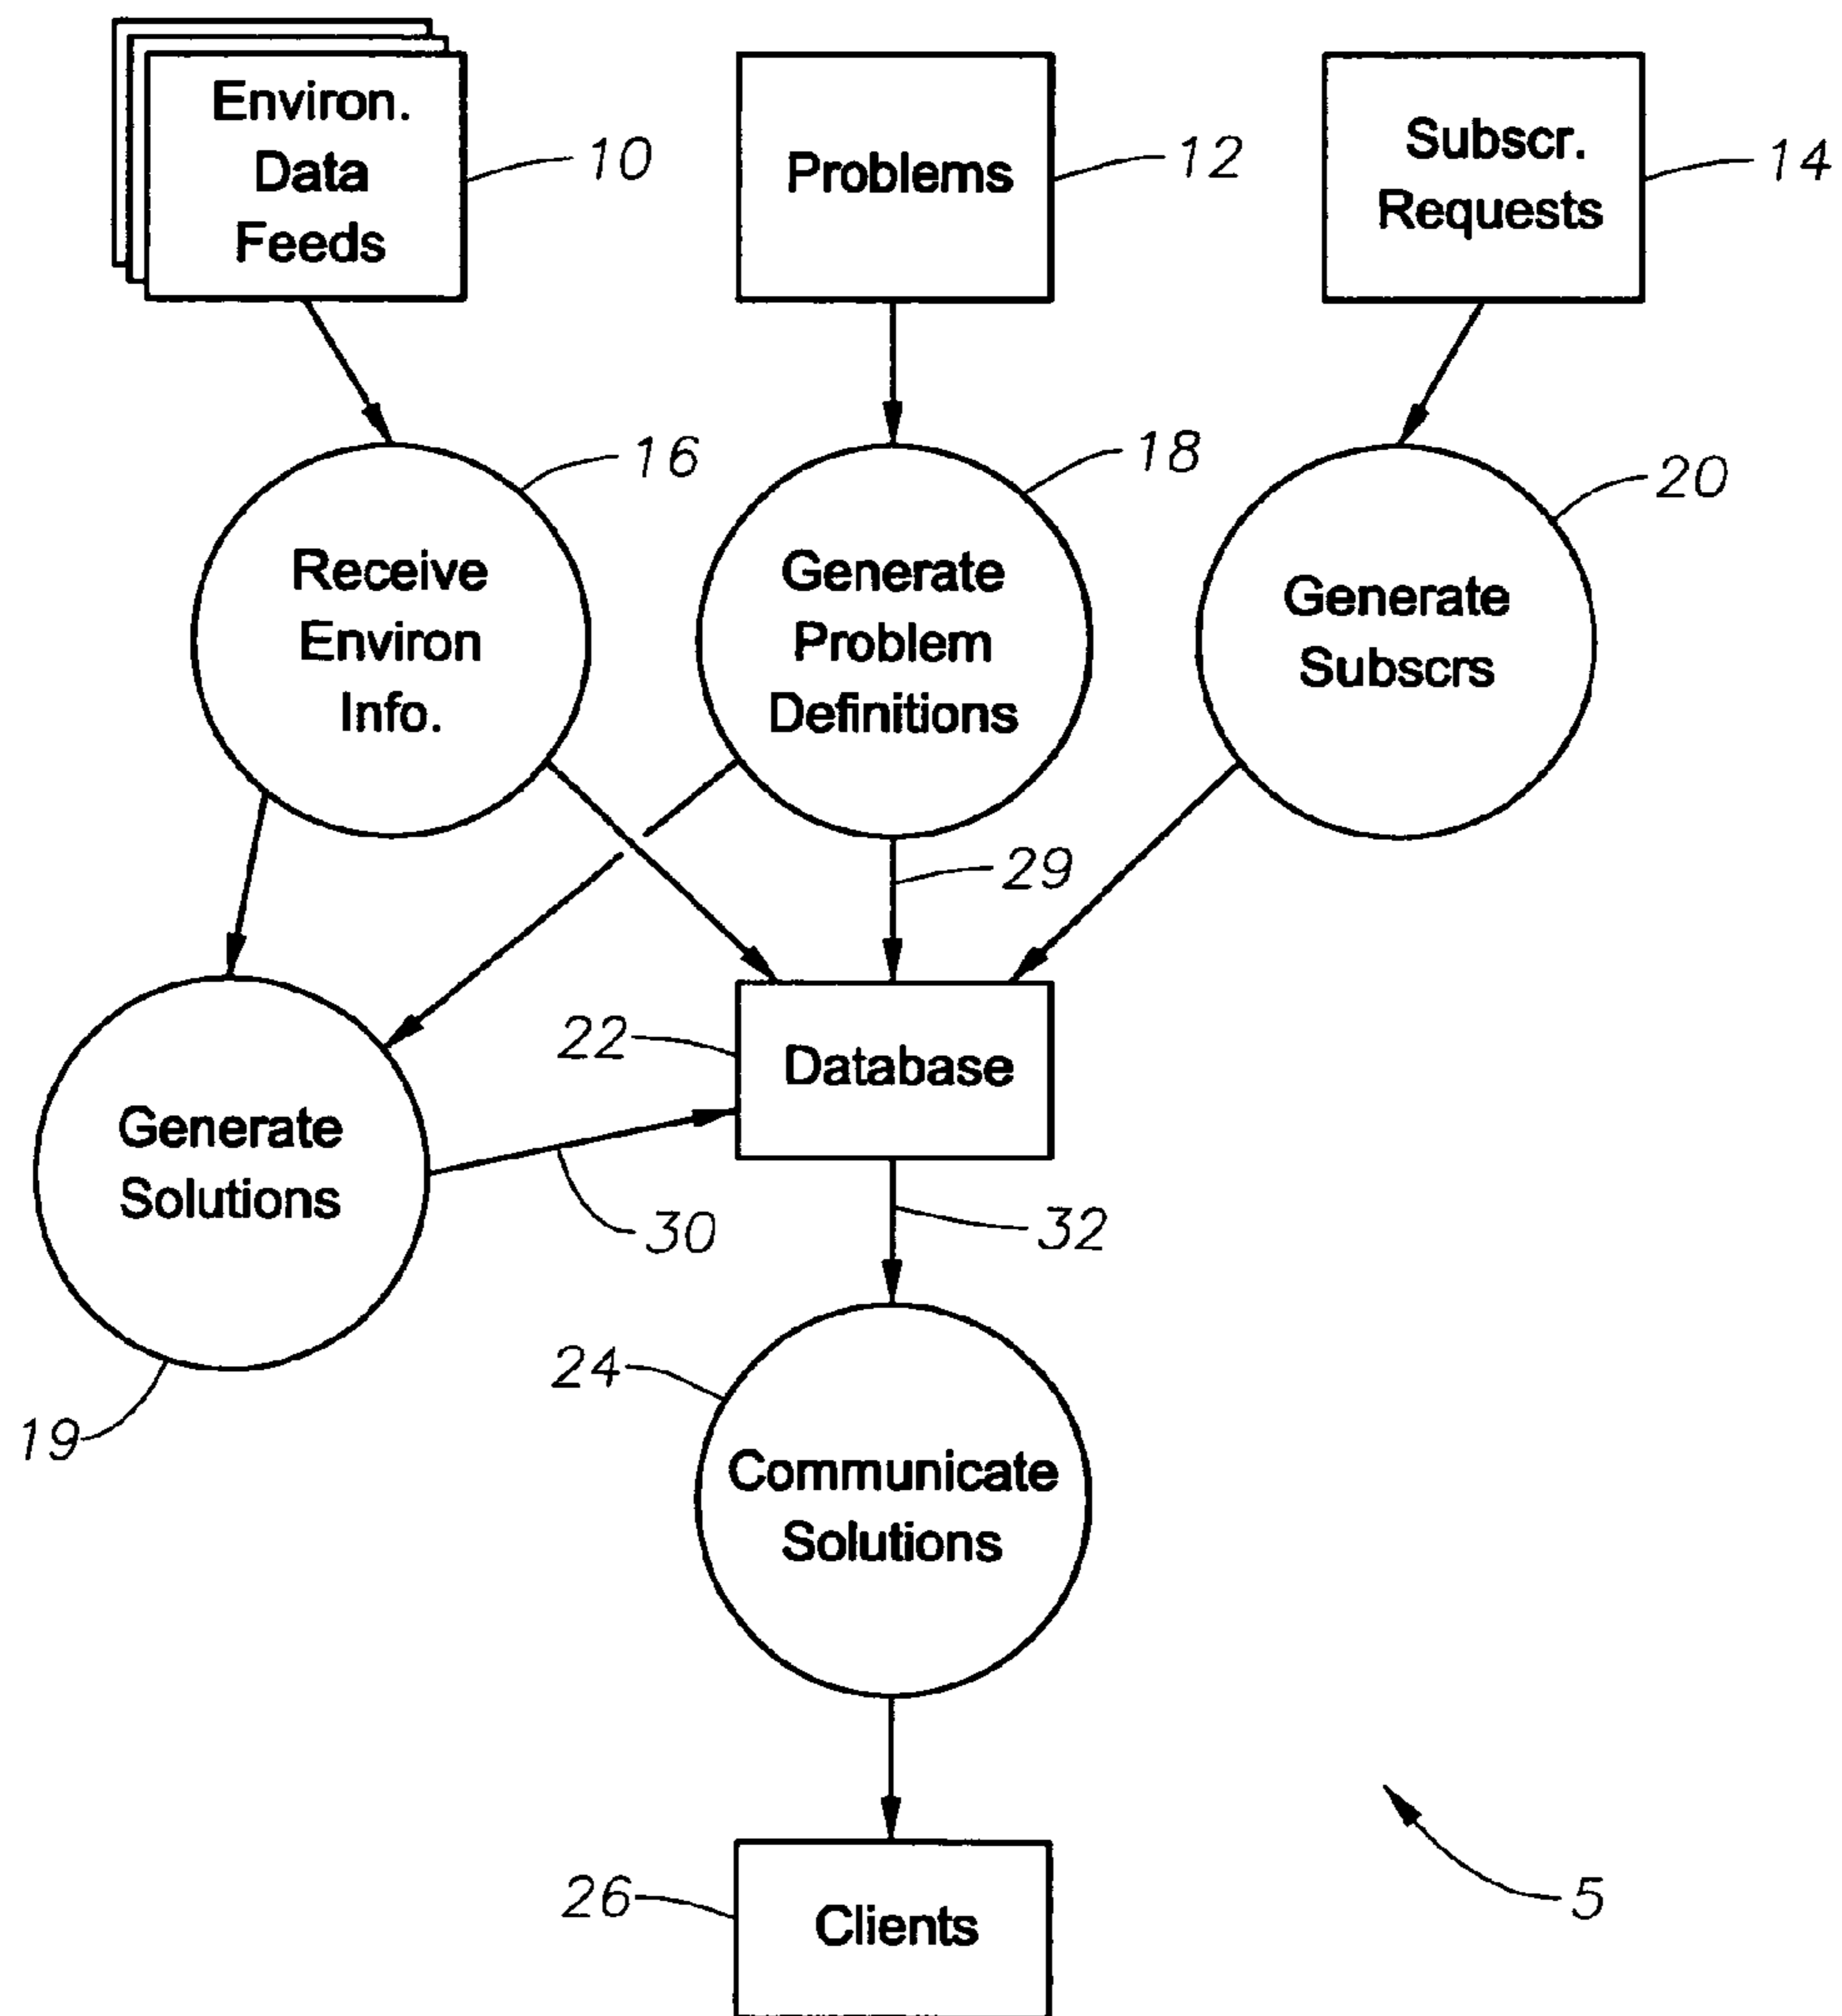 Environ.
Data
Feeds
10
Problems
12
Subscr.
Requests
14
Receive
Environ
Info.
16
Generate
Problem
Definitions
18
Generate
Subscrs
20
29
22
Database
Generate
Solutions
19
30
32
24
Communicate
Solutions
26
Clients
5